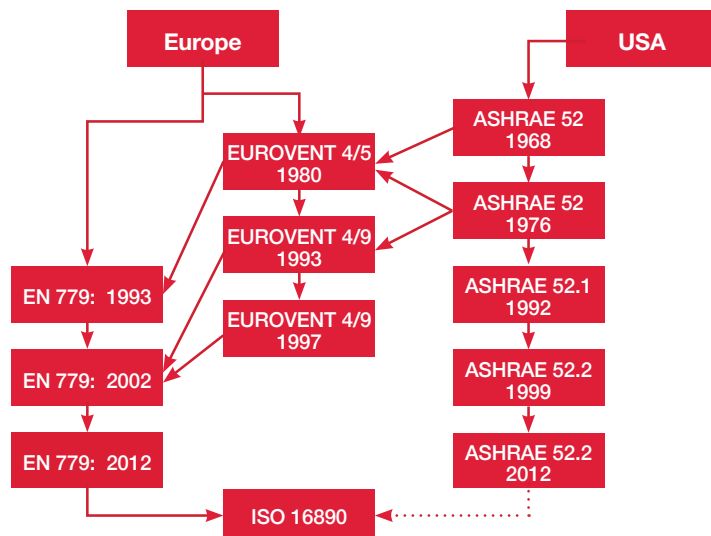 Europe
USA
ASHRAE 52
1968
EUROVENT 4/5
1980
ASHRAE 52
1976
EUROVENT 4/9
1993
EN 779: 1993
ASHRAE 52.1
1992
EUROVENT 4/9
1997
EN 779: 2002
ASHRAE 52.2
1999
EN 779: 2012
ASHRAE 52.2
2012
ISO 16890